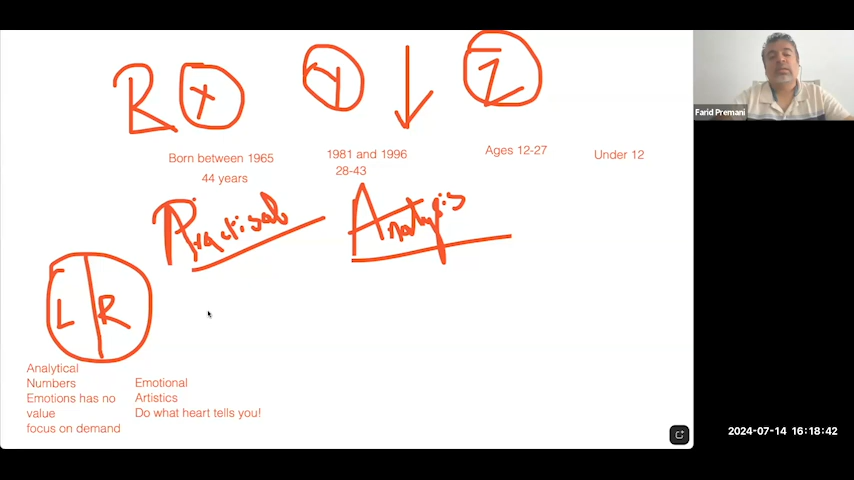 R X Y Z
Born between 1965
44 years
1981 and 1996
28-43
Ages 12-27
Under 12
Practical
Analysis
L R
Analytical
Numbers
Emotions has no
value
focus on demand
Emotional
Artistics
Do what heart tells you!
Farid Premani
2024-07-14 16:18:42